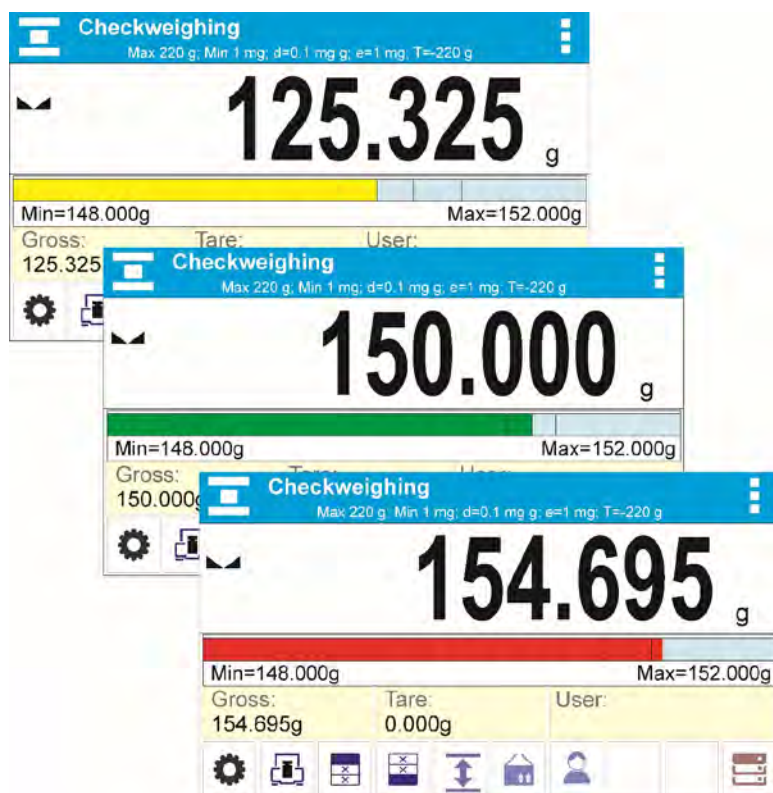 Checkweighing
Max 220 g; Min 1 mg; d=0.1 mg g; e=1 mg; T=-220 g
125.325 g
Min=148.000g Max=152.000g
Gross: Tare: User:
125.325
Checkweighing
Max 220 g; Min 1 mg; d=0.1 mg g; e=1 mg; T=-220 g
150.000 g
Min=148.000g Max=152.000g
Gross:
150.000g
Checkweighing
Max 220 g; Min 1 mg; d=0.1 mg g; e=1 mg; T=-220 g
154.695 g
Min=148.000g Max=152.000g
Gross: Tare: User:
154.695g 0.000g